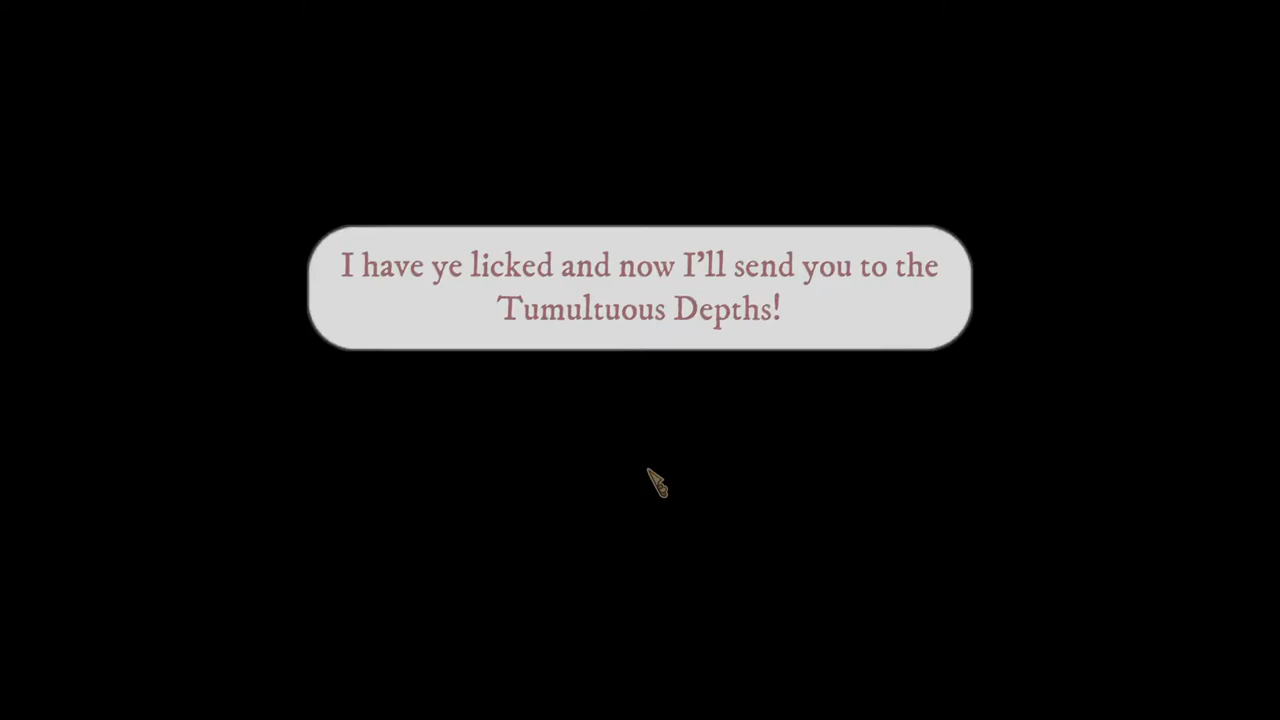 I have ye licked and now I'll send you to the
Tumultuous Depths!